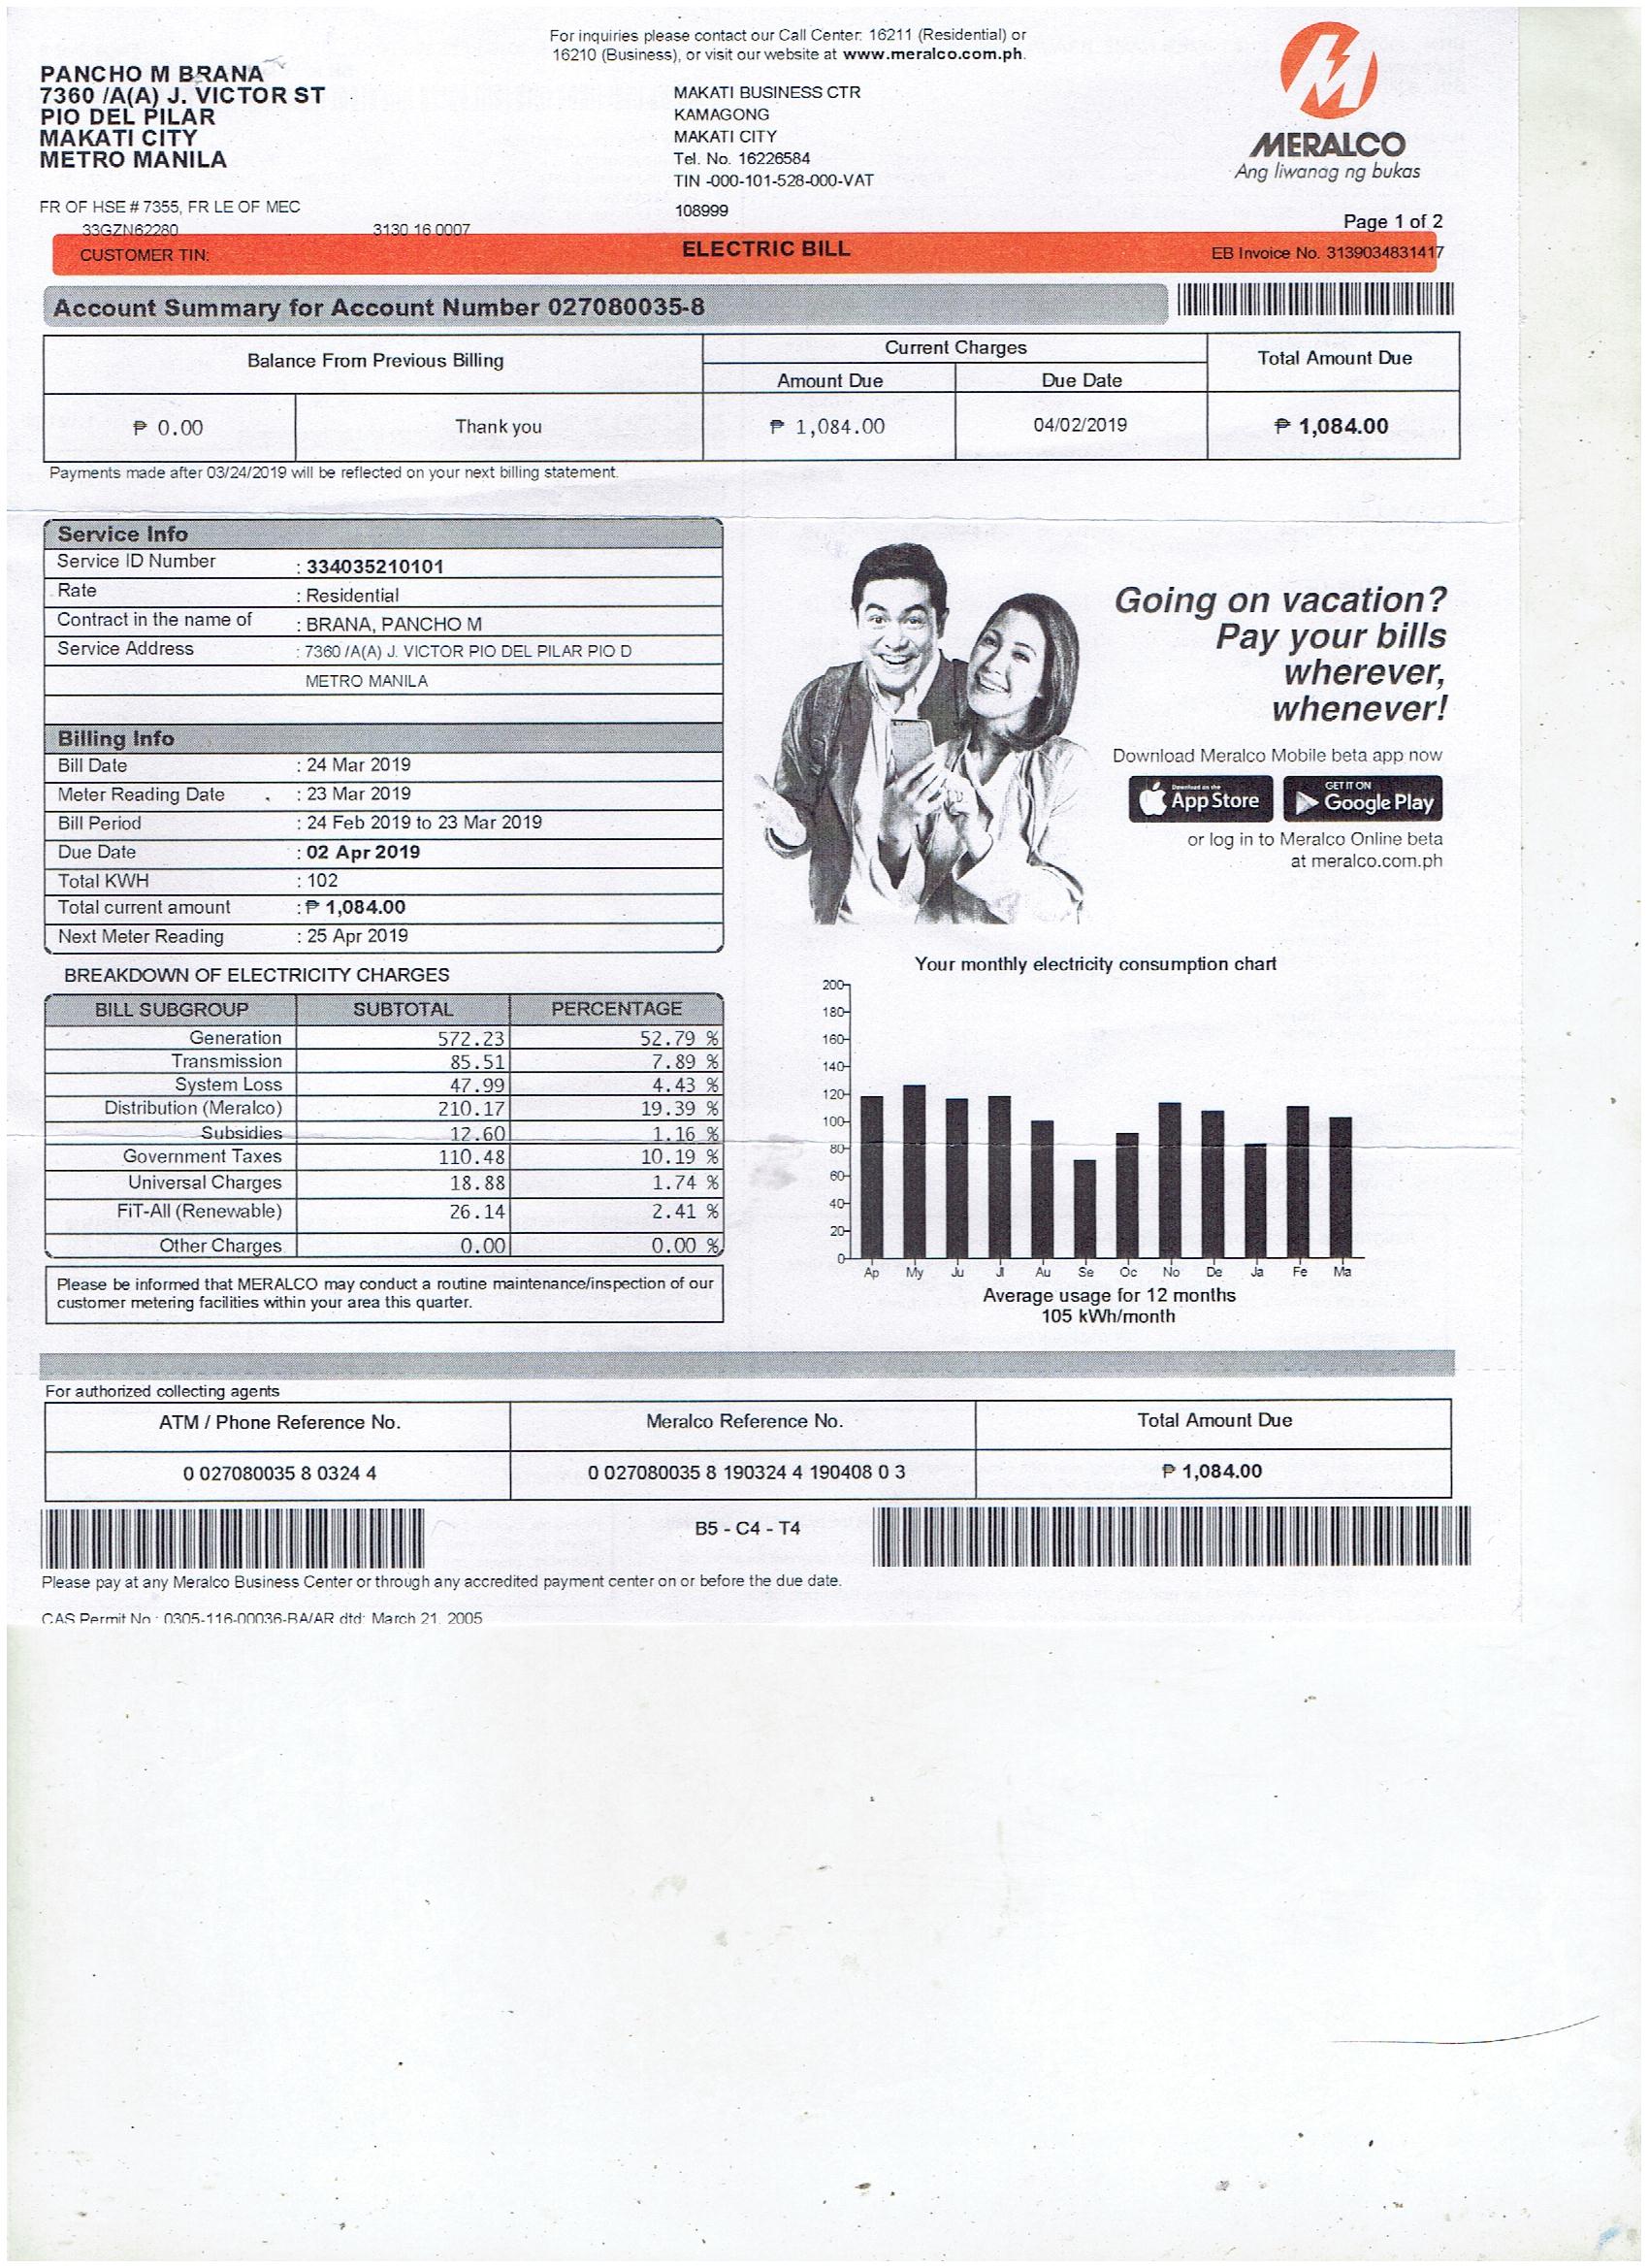 For inquiries please contact our Call Center: 16211 (Residential) or
16210 (Business), or visit our website at www.meralco.com.ph.
PANCHO M BRANA
7360 /A(A) J. VICTOR ST
PIO DEL PILAR
MAKATI CITY
METRO MANILA
MAKATI BUSINESS CTR
KAMAGONG
MAKATI CITY
Tel. No. 16226584
TIN -000-101-528-000-VAT
108999
MERALCO
Ang liwanag ng bukas
FR OF HSE # 7355, FR LE OF MEC
33GZN62280 3130 16 0007
Page 1 of 2
CUSTOMER TIN: ELECTRIC BILL EB Invoice No. 3139034831417
Account Summary for Account Number 027080035-8
Balance From Previous Billing Current Charges Total Amount Due
Amount Due Due Date
₱ 0.00 Thank you ₱ 1,084.00 04/02/2019 ₱ 1,084.00
Payments made after 03/24/2019 will be reflected on your next billing statement.
Service Info
Service ID Number : 334035210101
Rate : Residential
Contract in the name of : BRANA, PANCHO M
Service Address : 7360 /A(A) J. VICTOR PIO DEL PILAR PIO D
METRO MANILA
Billing Info
Bill Date : 24 Mar 2019
Meter Reading Date : 23 Mar 2019
Bill Period : 24 Feb 2019 to 23 Mar 2019
Due Date : 02 Apr 2019
Total KWH : 102
Total current amount : ₱ 1,084.00
Next Meter Reading : 25 Apr 2019
Going on vacation?
Pay your bills
wherever,
whenever!
Download Meralco Mobile beta app now
Download on the
App Store
GET IT ON
Google Play
or log in to Meralco Online beta
at meralco.com.ph
BREAKDOWN OF ELECTRICITY CHARGES
BILL SUBGROUP SUBTOTAL PERCENTAGE
Generation 572.23 52.79 %
Transmission 85.51 7.89 %
System Loss 47.99 4.43 %
Distribution (Meralco) 210.17 19.39 %
Subsidies 12.60 1.16 %
Government Taxes 110.48 10.19 %
Universal Charges 18.88 1.74 %
FiT-All (Renewable) 26.14 2.41 %
Other Charges 0.00 0.00 %
Please be informed that MERALCO may conduct a routine maintenance/inspection of our
customer metering facilities within your area this quarter.
Your monthly electricity consumption chart
200
180
160
140
120
100
80
60
40
20
0
Ap My Ju Jl Au Se Oc No De Ja Fe Ma
Average usage for 12 months
105 kWh/month
For authorized collecting agents
ATM / Phone Reference No. Meralco Reference No. Total Amount Due
0 027080035 8 0324 4 0 027080035 8 190324 4 190408 0 3 ₱ 1,084.00
B5 - C4 - T4
Please pay at any Meralco Business Center or through any accredited payment center on or before the due date.
CAS Permit No.: 0305-116-00036-BA/AR dtd: March 21, 2005